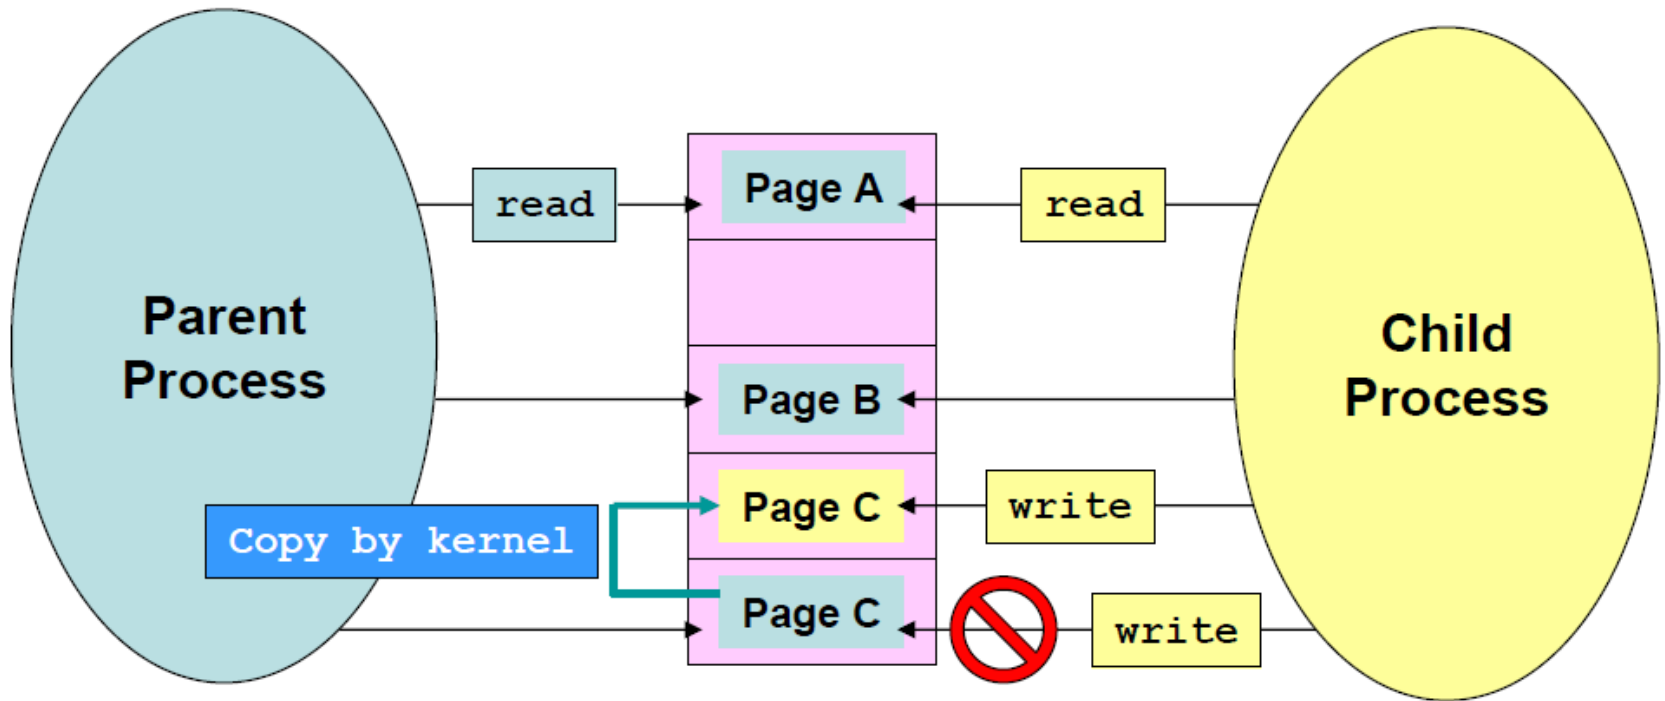 read
Page A
read
Parent
Process
Child
Process
Page B
Page C
write
Copy by kernel
Page C
write